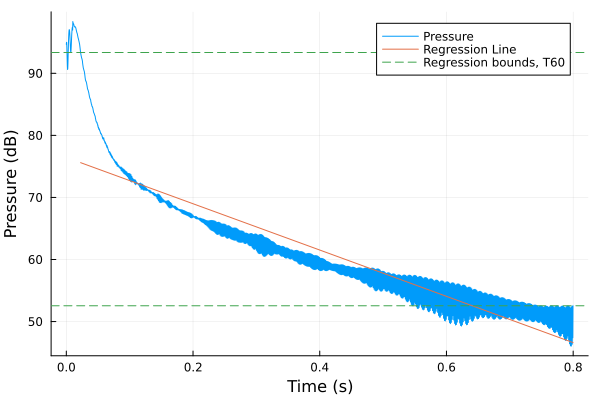 Pressure
Regression Line
Regression bounds, T60
90
80
70
60
50
Pressure (dB)
0.0 0.2 0.4 0.6 0.8
Time (s)